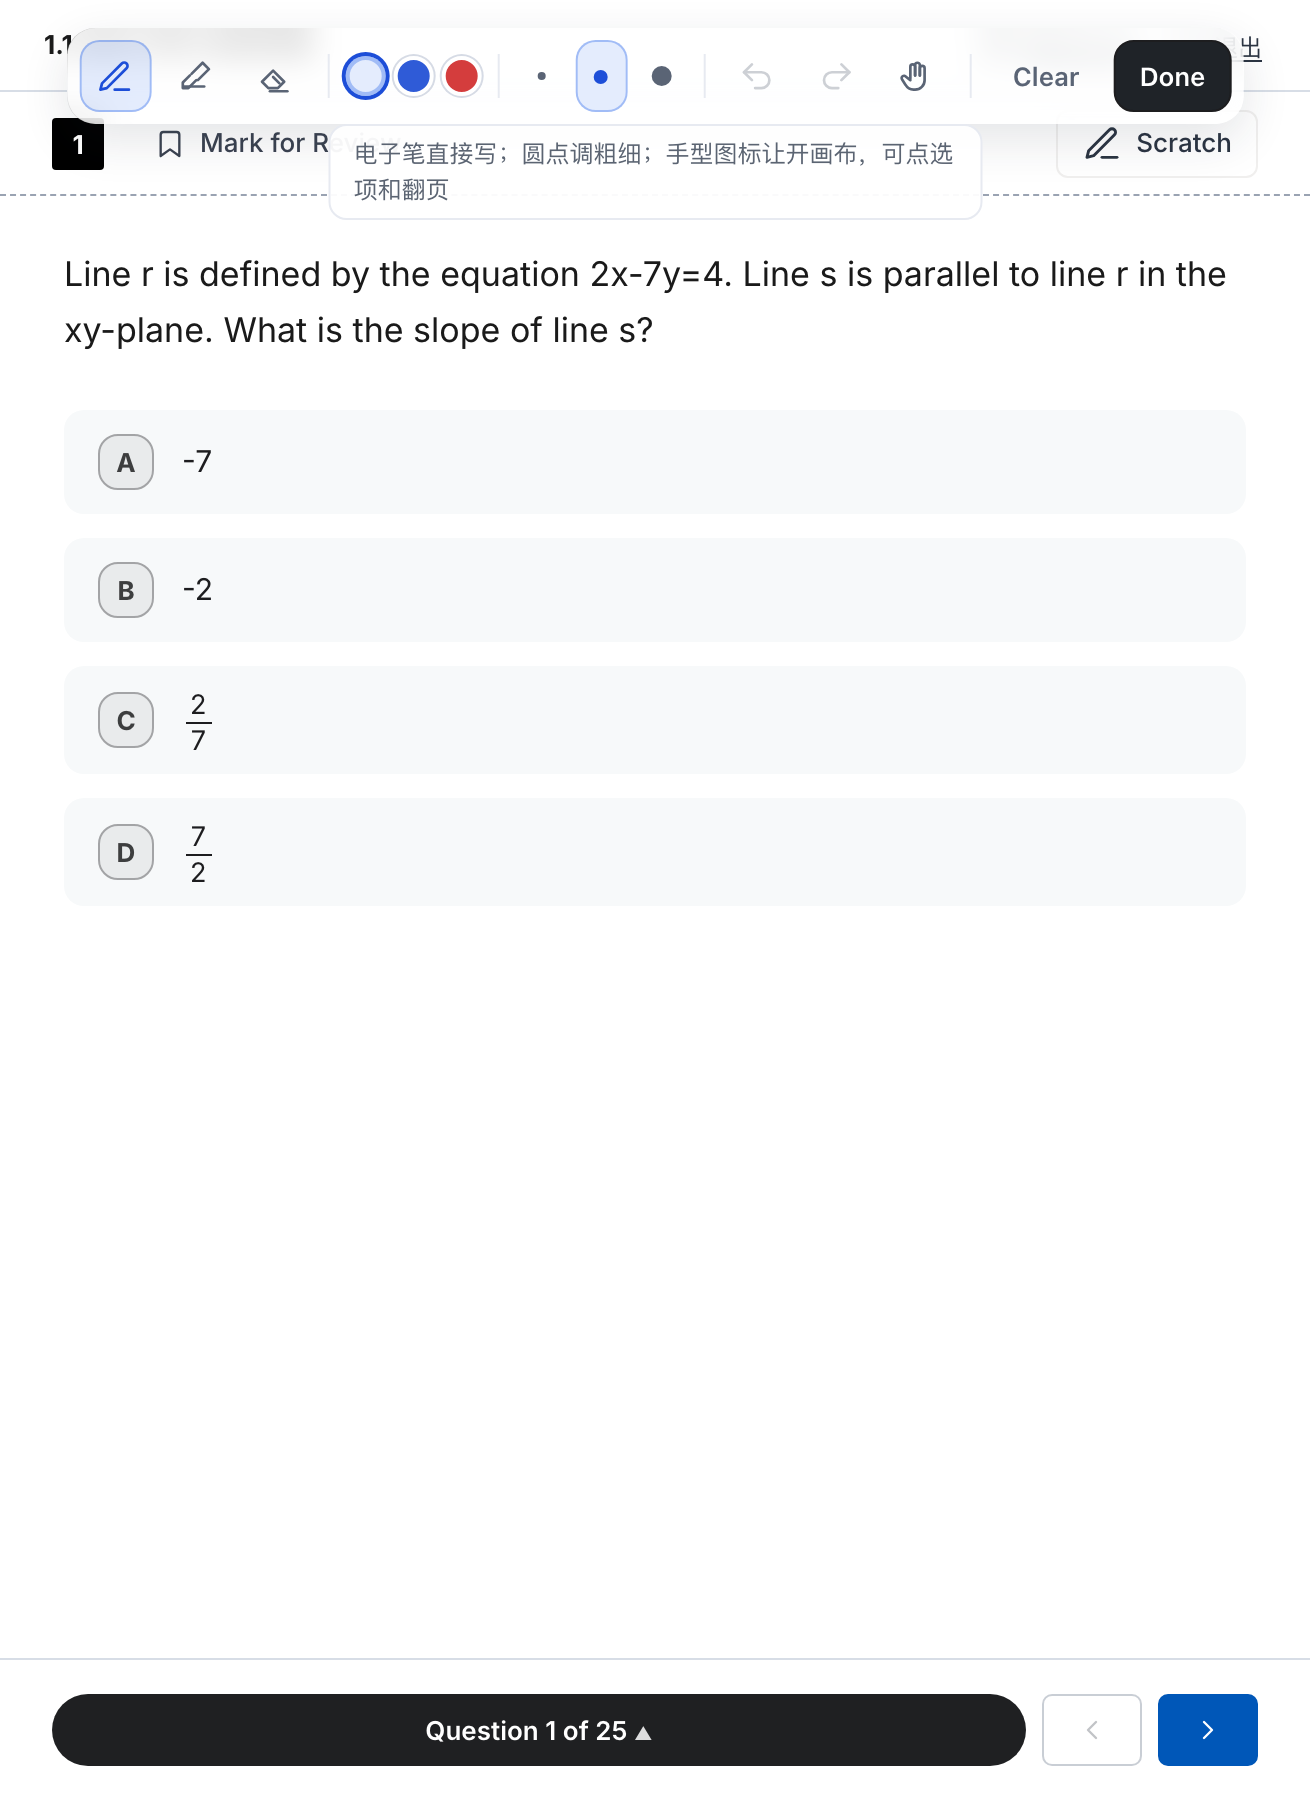 1.1
出
Clear
Done
1
Mark for R
Scratch
电子笔直接写；圆点调粗细；手型图标让开画布，可点选
项和翻页
Line r is defined by the equation 2x-7y=4. Line s is parallel to line r in the
xy-plane. What is the slope of line s?
A -7
B -2
C 2/7
D 7/2
Question 1 of 25 ▲